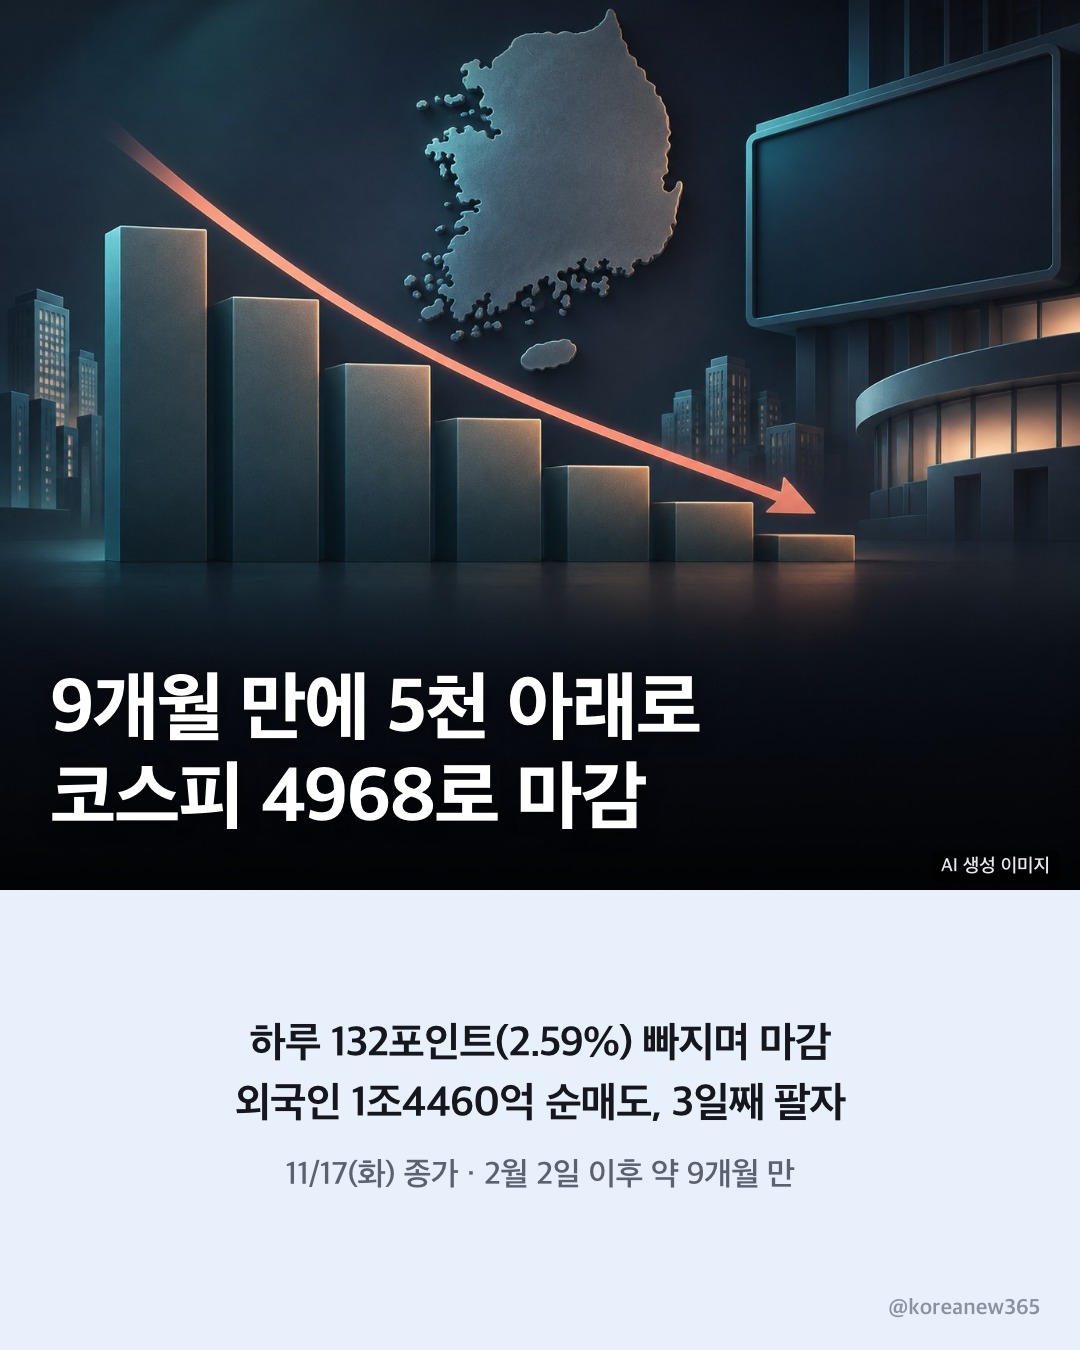 9개월 만에 5천 아래로
코스피 4968로 마감
AI 생성 이미지
하루 132포인트(2.59%) 빠지며 마감
외국인 1조4460억 순매도, 3일째 팔자
11/17(화) 종가 · 2월 2일 이후 약 9개월 만
@koreanew365